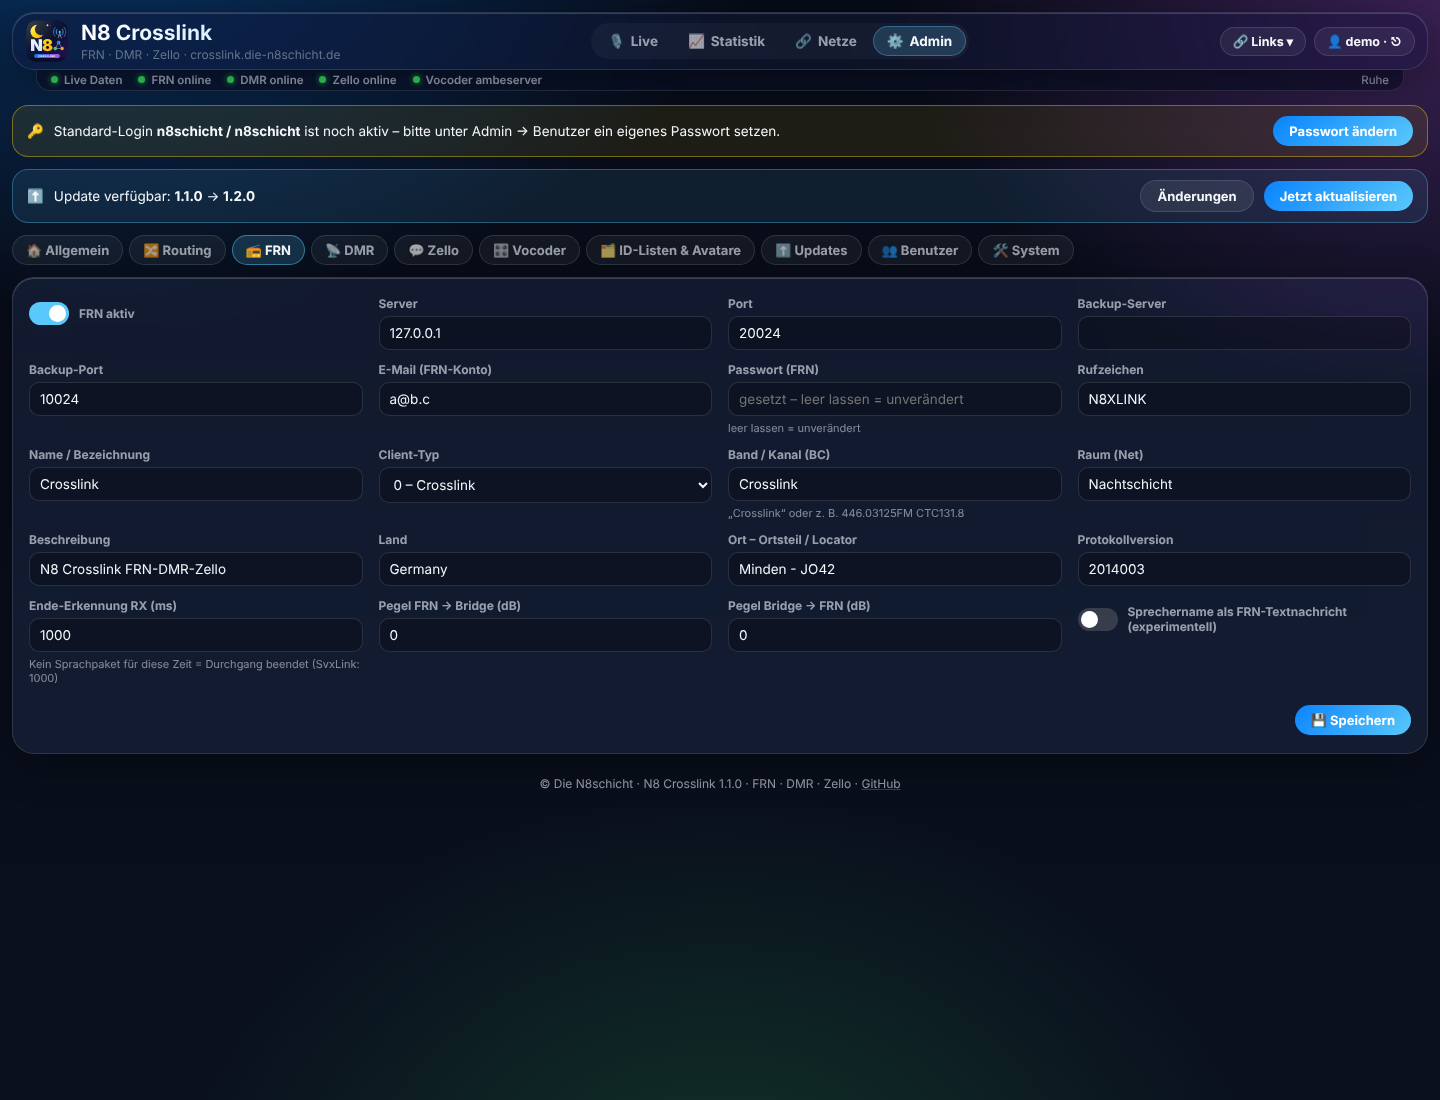 N8 Crosslink
FRN · DMR · Zello · crosslink.die-n8schicht.de
Live
Statistik
Netze
Admin
Links ▾
demo · ⎋
Live Daten
FRN online
DMR online
Zello online
Vocoder ambeserver
Ruhe
Standard-Login n8schicht / n8schicht ist noch aktiv – bitte unter Admin → Benutzer ein eigenes Passwort setzen.
Passwort ändern
Update verfügbar: 1.1.0 → 1.2.0
Änderungen
Jetzt aktualisieren
Allgemein
Routing
FRN
DMR
Zello
Vocoder
ID-Listen & Avatare
Updates
Benutzer
System
FRN aktiv
Server
127.0.0.1
Port
20024
Backup-Server
Backup-Port
10024
E-Mail (FRN-Konto)
a@b.c
Passwort (FRN)
gesetzt – leer lassen = unverändert
leer lassen = unverändert
Rufzeichen
N8XLINK
Name / Bezeichnung
Crosslink
Client-Typ
0 – Crosslink
Band / Kanal (BC)
Crosslink
„Crosslink“ oder z. B. 446.03125FM CTC131.8
Raum (Net)
Nachtschicht
Beschreibung
N8 Crosslink FRN-DMR-Zello
Land
Germany
Ort – Ortsteil / Locator
Minden - JO42
Protokollversion
2014003
Ende-Erkennung RX (ms)
1000
Kein Sprachpaket für diese Zeit = Durchgang beendet (SvxLink:
1000)
Pegel FRN → Bridge (dB)
0
Pegel Bridge → FRN (dB)
0
Sprechername als FRN-Textnachricht
(experimentell)
Speichern
© Die N8schicht · N8 Crosslink 1.1.0 · FRN · DMR · Zello · GitHub